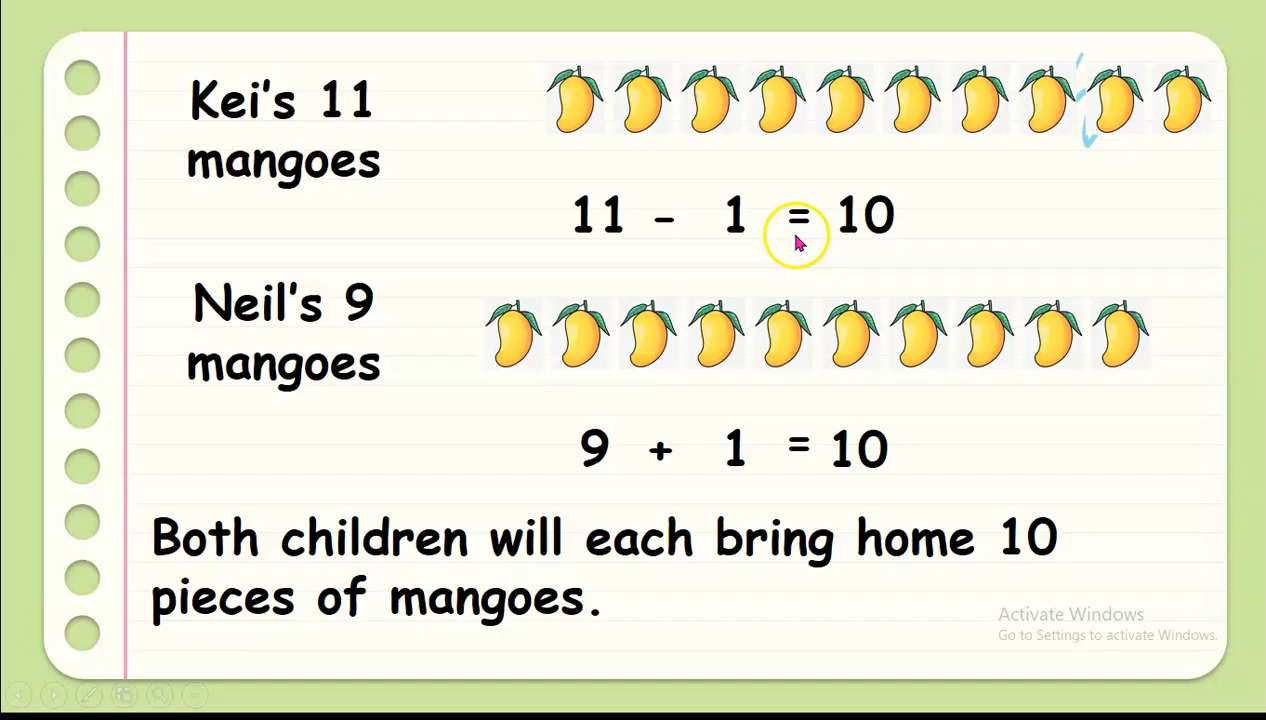 Kei's 11
mangoes
11 - 1 = 10
Neil's 9
mangoes
9 + 1 = 10
Both children will each bring home 10
pieces of mangoes.
Activate Windows
Go to Settings to activate Windows.